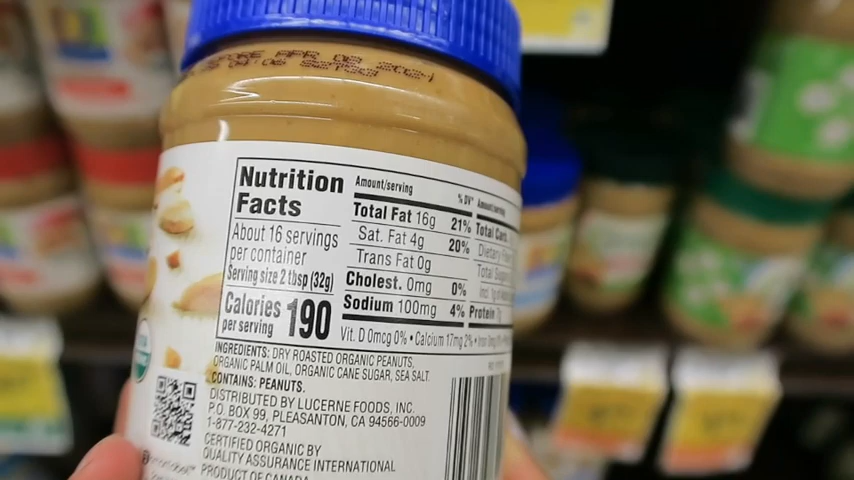 Nutrition
Facts
About 16 servings
per container
Serving size 2 tbsp (32g)
Calories
per serving 190
Amount/serving % DV*
Total Fat 16g 21%
Sat. Fat 4g 20%
Trans Fat 0g
Cholest. 0mg 0%
Sodium 100mg 4%
Amount/serving
Total Carb.
Dietary
Total
Incl.
Protein 7g
Vit. D 0mcg 0% • Calcium 17mg 2% • Iron
INGREDIENTS: DRY ROASTED ORGANIC PEANUTS,
ORGANIC PALM OIL, ORGANIC CANE SUGAR, SEA SALT.
CONTAINS: PEANUTS.
DISTRIBUTED BY LUCERNE FOODS, INC.
P.O. BOX 99, PLEASANTON, CA 94566-0009
1-877-232-4271
CERTIFIED ORGANIC BY
QUALITY ASSURANCE INTERNATIONAL
PRODUCT OF CANADA